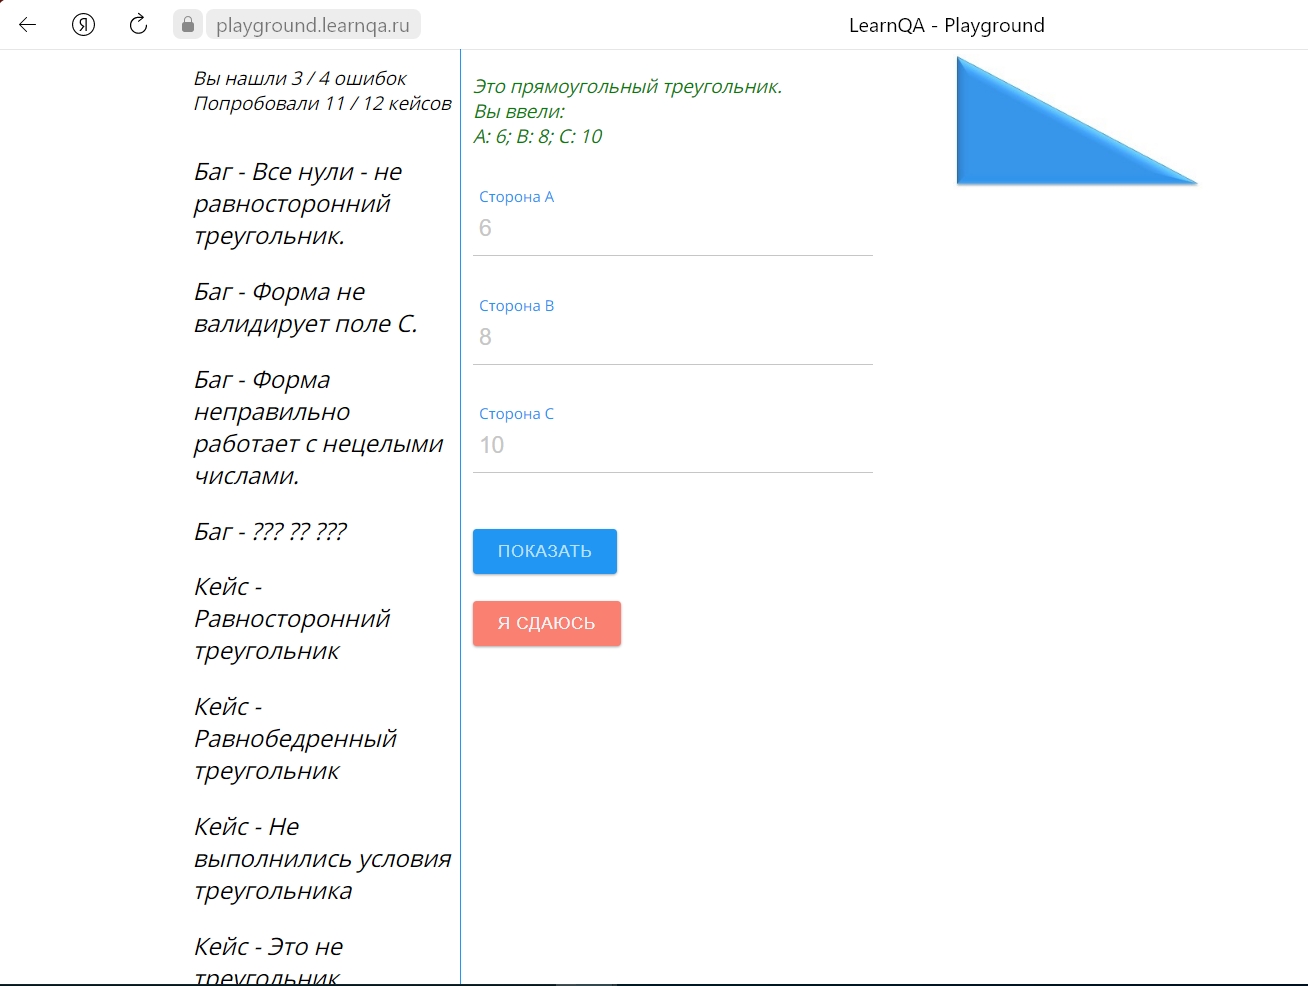 playground.learnqa.ru
LearnQA - Playground
Вы нашли 3 / 4 ошибок
Попробовали 11 / 12 кейсов
Баг - Все нули - не
равносторонний
треугольник.
Баг - Форма не
валидирует поле C.
Баг - Форма
неправильно
работает с нецелыми
числами.
Баг - ??? ?? ???
Кейс -
Равносторонний
треугольник
Кейс -
Равнобедренный
треугольник
Кейс - Не
выполнились условия
треугольника
Кейс - Это не
треугольник
Это прямоугольный треугольник.
Вы ввели:
A: 6; B: 8; C: 10
Сторона A
6
Сторона B
8
Сторона C
10
ПОКАЗАТЬ
Я СДАЮСЬ